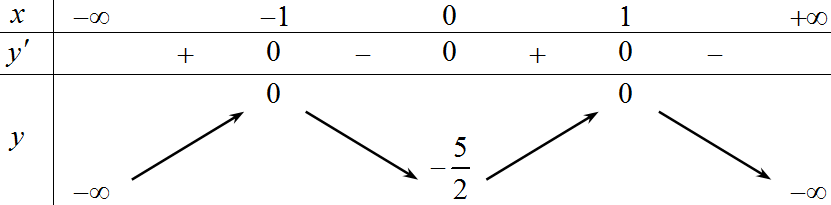 x −∞ −1 0 1 +∞
y′ + 0 − 0 + 0 −
0 0
y −5/2
−∞ −∞